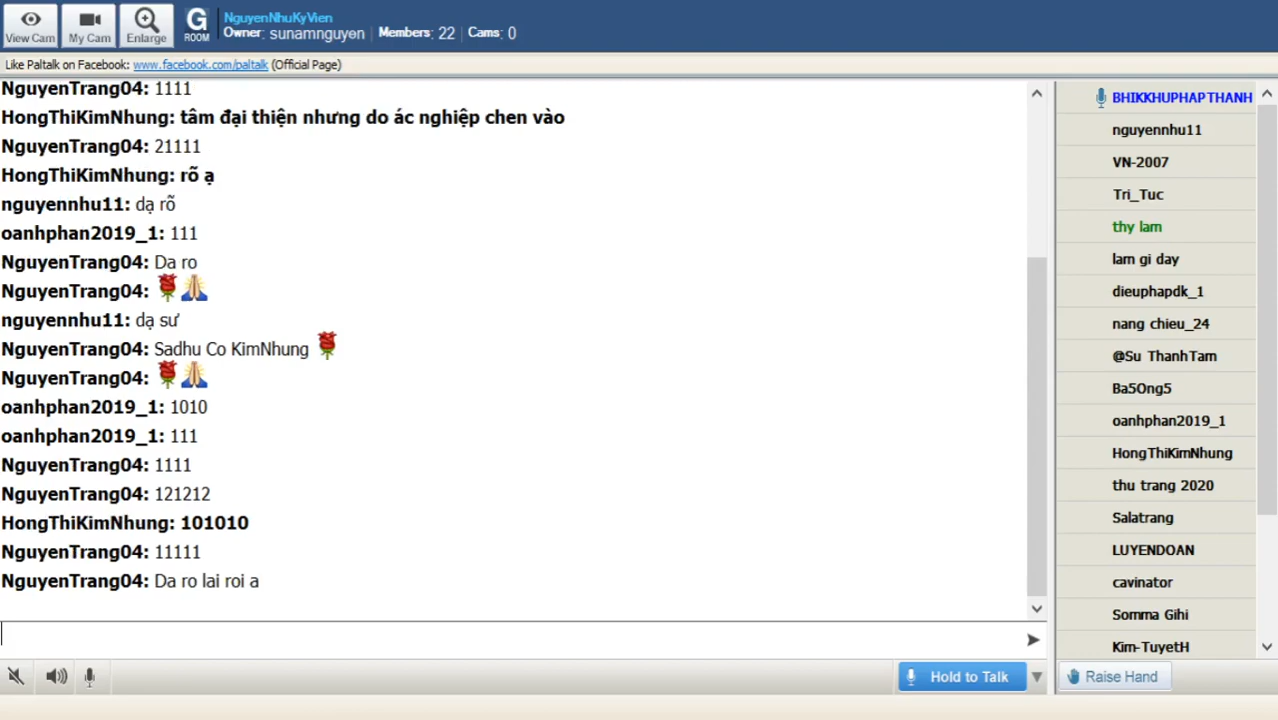 View Cam
My Cam
Enlarge
G
ROOM
NguyenNhuKyVien
Owner: sunamnguyen | Members: 22 | Cams: 0
Like Paltalk on Facebook: www.facebook.com/paltalk (Official Page)
NguyenTrang04: 1111
HongThiKimNhung: tâm đại thiện nhưng do ác nghiệp chen vào
NguyenTrang04: 21111
HongThiKimNhung: rõ ạ
nguyennhu11: dạ rõ
oanhphan2019_1: 111
NguyenTrang04: Da ro
NguyenTrang04: 🌹🙏
nguyennhu11: dạ sư
NguyenTrang04: Sadhu Co KimNhung 🌹
NguyenTrang04: 🌹🙏
oanhphan2019_1: 1010
oanhphan2019_1: 111
NguyenTrang04: 1111
NguyenTrang04: 121212
HongThiKimNhung: 101010
NguyenTrang04: 11111
NguyenTrang04: Da ro lai roi a
BHIKKHUPHAPTHANH
nguyennhu11
VN-2007
Tri_Tuc
thy lam
lam gi day
dieuphapdk_1
nang chieu_24
@Su ThanhTam
Ba5Ong5
oanhphan2019_1
HongThiKimNhung
thu trang 2020
Salatrang
LUYENDOAN
cavinator
Somma Gihi
Kim-TuyetH
Hold to Talk
Raise Hand